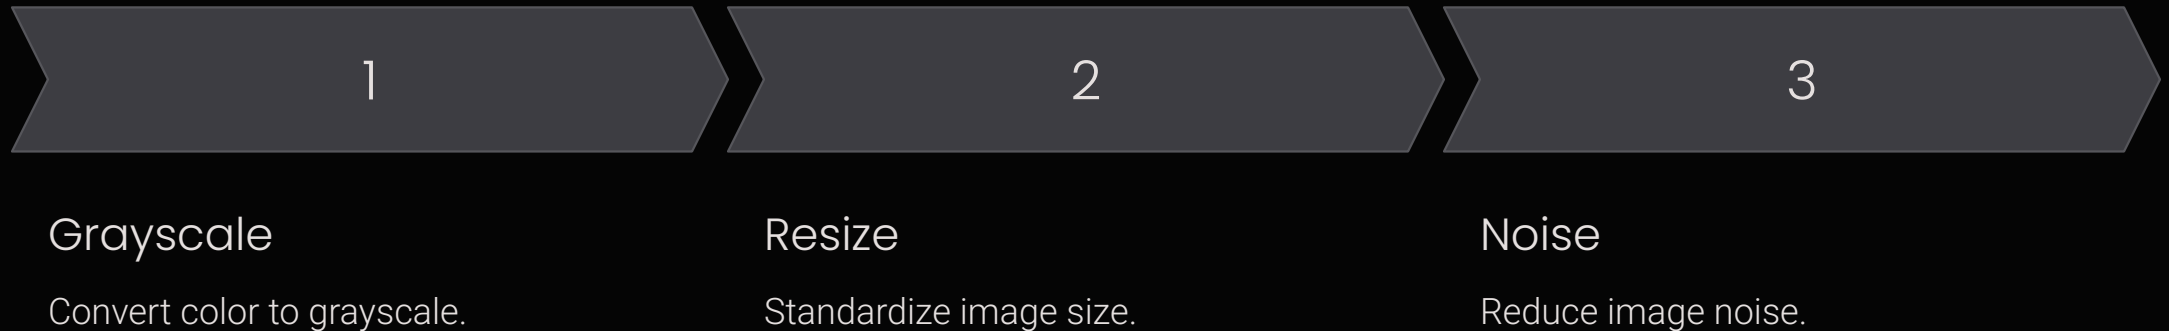 1
2
3
Grayscale
Convert color to grayscale.
Resize
Standardize image size.
Noise
Reduce image noise.